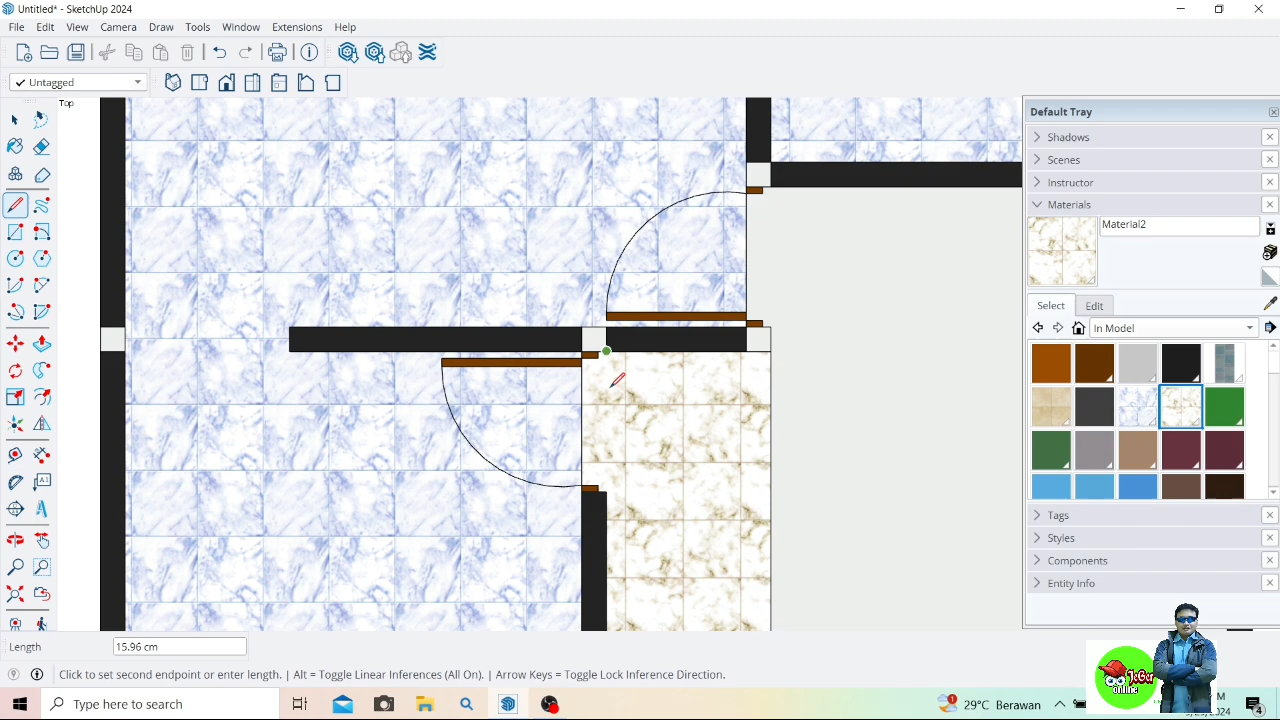 Untitled* - SketchUp 2024
File Edit View Camera Draw Tools Window Extensions Help
Untagged
Top
Default Tray
Shadows
Scenes
Instructor
Materials
Material2
Select Edit
In Model
Tags
Styles
Components
Entity Info
Length 15.96 cm
Click to set second endpoint or enter length. | Alt = Toggle Linear Inferences (All On). | Arrow Keys = Toggle Lock Inference Direction.
Type here to search
29°C Berawan
online